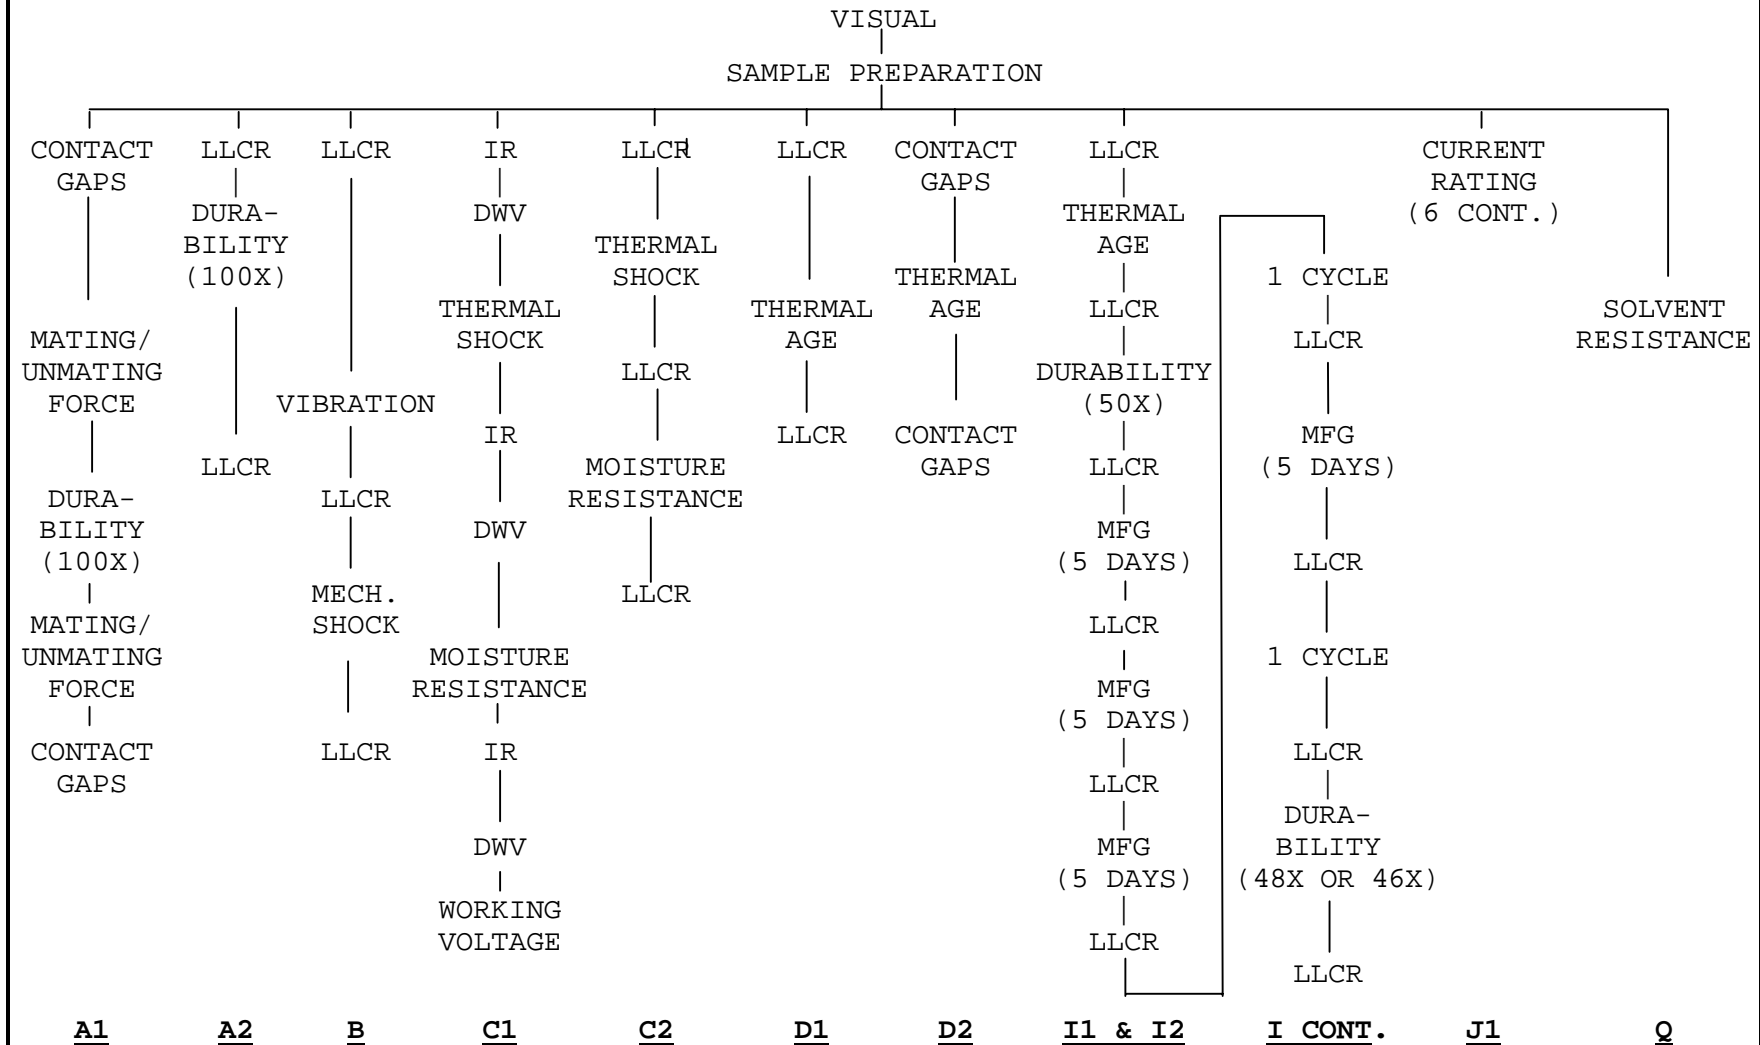 VISUAL
SAMPLE PREPARATION
CONTACT
GAPS
MATING/
UNMATING
FORCE
DURA-
BILITY
(100X)
MATING/
UNMATING
FORCE
CONTACT
GAPS
A1
LLCR
DURA-
BILITY
(100X)
LLCR
A2
LLCR
VIBRATION
LLCR
MECH.
SHOCK
LLCR
B
IR
DWV
THERMAL
SHOCK
IR
DWV
MOISTURE
RESISTANCE
IR
DWV
WORKING
VOLTAGE
C1
LLCR
THERMAL
SHOCK
LLCR
MOISTURE
RESISTANCE
LLCR
C2
LLCR
THERMAL
AGE
LLCR
D1
CONTACT
GAPS
THERMAL
AGE
CONTACT
GAPS
D2
LLCR
THERMAL
AGE
LLCR
DURABILITY
(50X)
LLCR
MFG
(5 DAYS)
LLCR
MFG
(5 DAYS)
LLCR
MFG
(5 DAYS)
LLCR
I1 & I2
1 CYCLE
LLCR
MFG
(5 DAYS)
LLCR
1 CYCLE
LLCR
DURA-
BILITY
(48X OR 46X)
LLCR
I CONT.
CURRENT
RATING
(6 CONT.)
J1
SOLVENT
RESISTANCE
Q